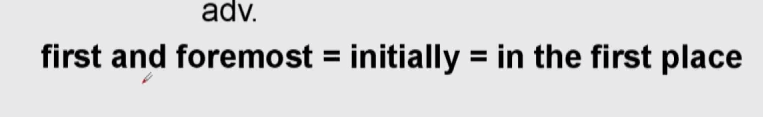 adv.
first and foremost = initially = in the first place